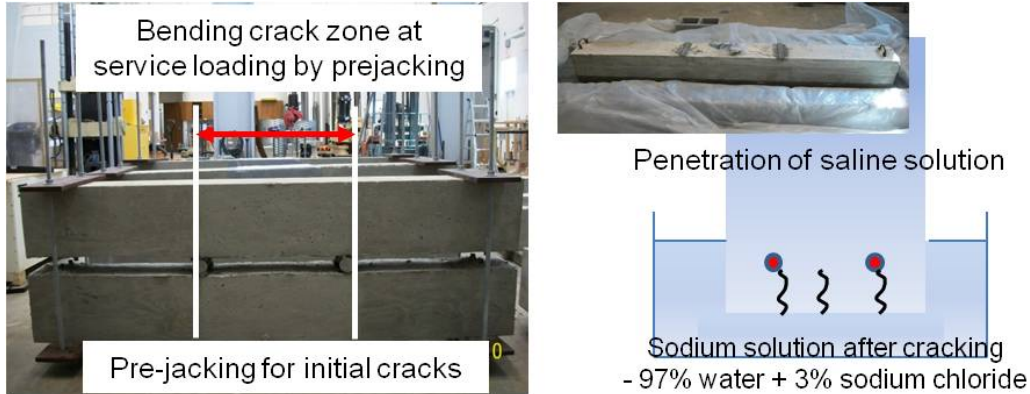 Bending crack zone at
service loading by prejacking
0
Pre-jacking for initial cracks
Penetration of saline solution
Sodium solution after cracking
- 97% water + 3% sodium chloride